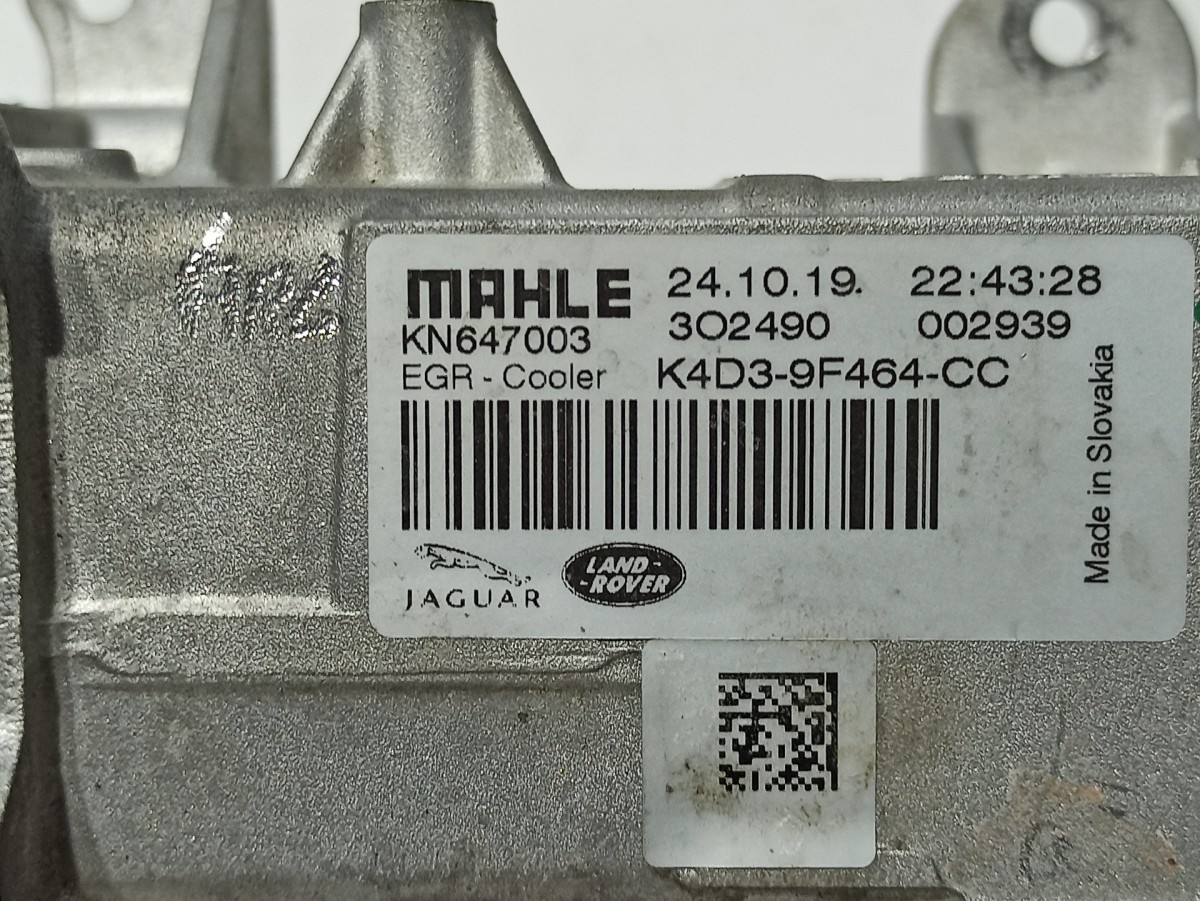 MAHLE 24.10.19. 22:43:28
KN647003 3O2490 002939
EGR - Cooler K4D3-9F464-CC
Made in Slovakia
JAGUAR
LAND-
-ROVER